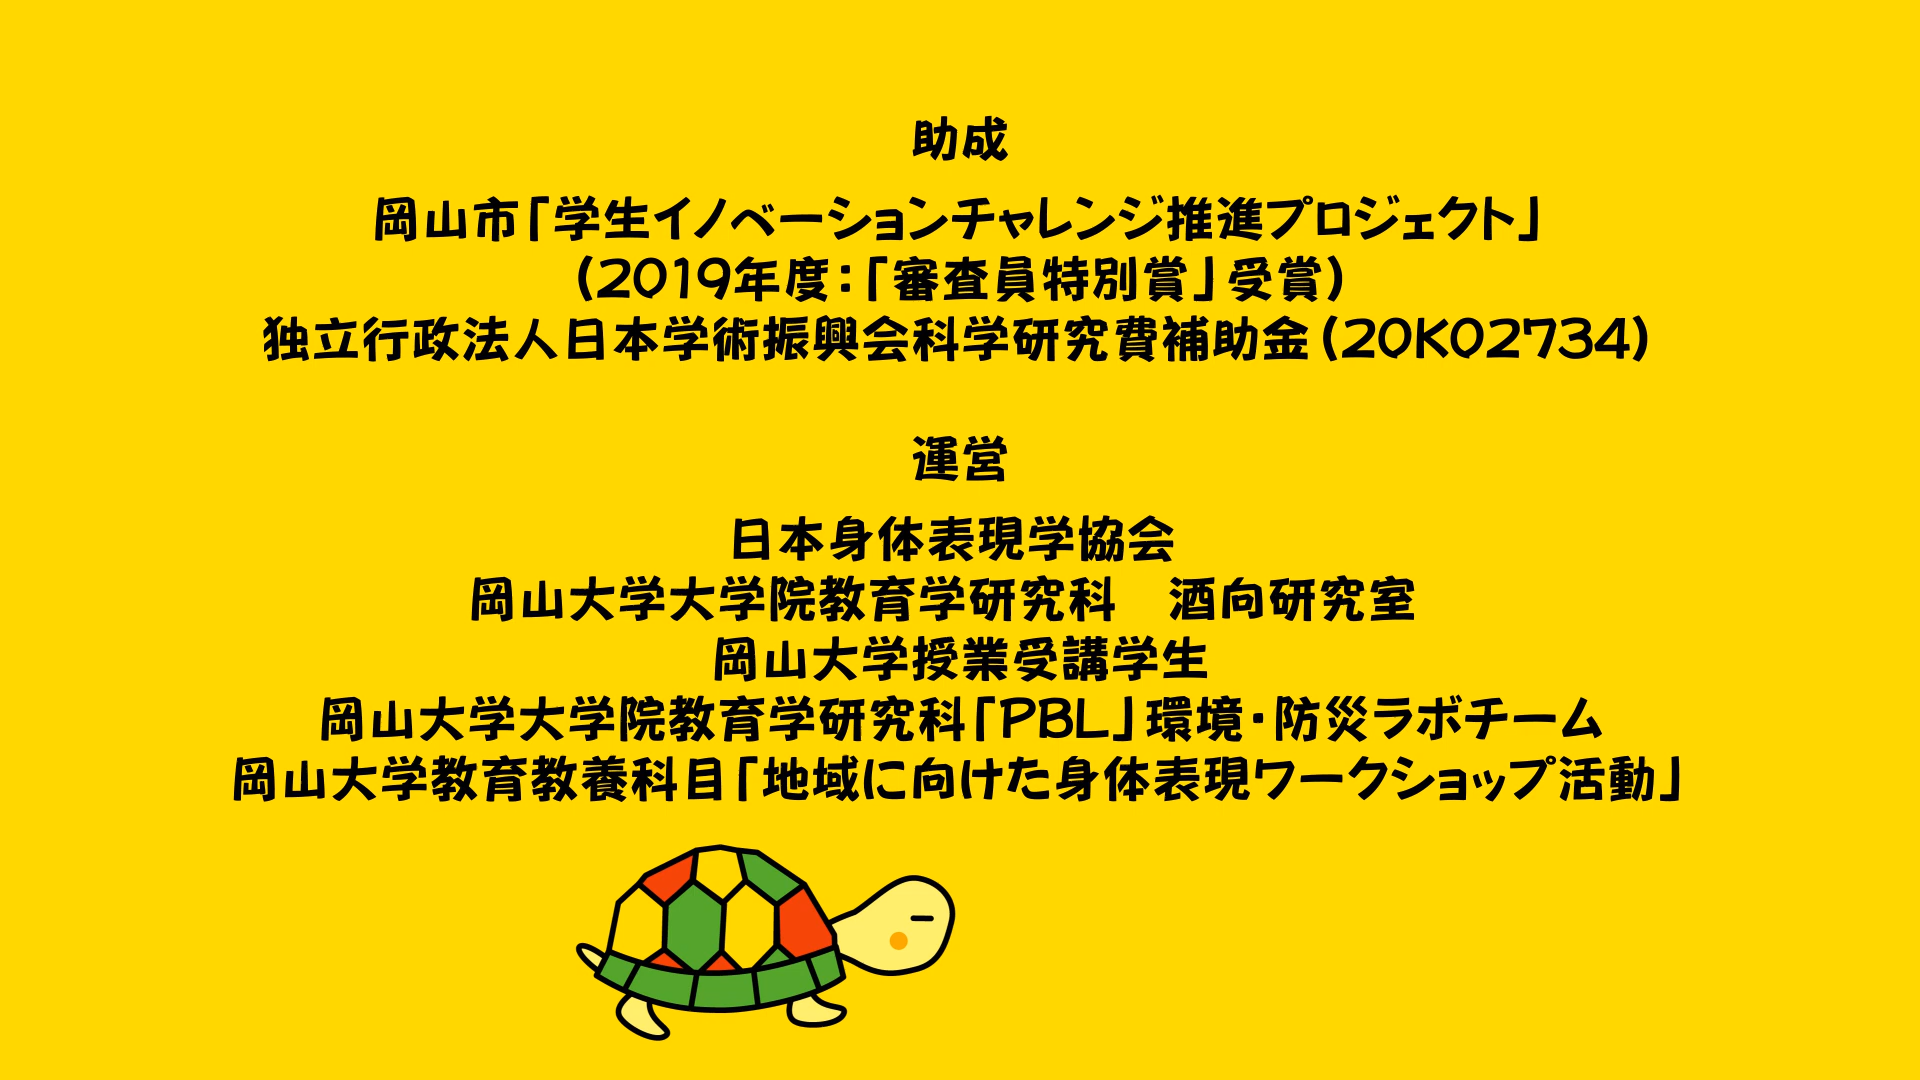 助成
岡山市「学生イノベーションチャレンジ推進プロジェクト」
(2019年度:「審査員特別賞」受賞)
独立行政法人日本学術振興会科学研究費補助金(20K02734)
運営
日本身体表現学協会
岡山大学大学院教育学研究科　酒向研究室
岡山大学授業受講学生
岡山大学大学院教育学研究科「PBL」環境・防災ラボチーム
岡山大学教育教養科目「地域に向けた身体表現ワークショップ活動」